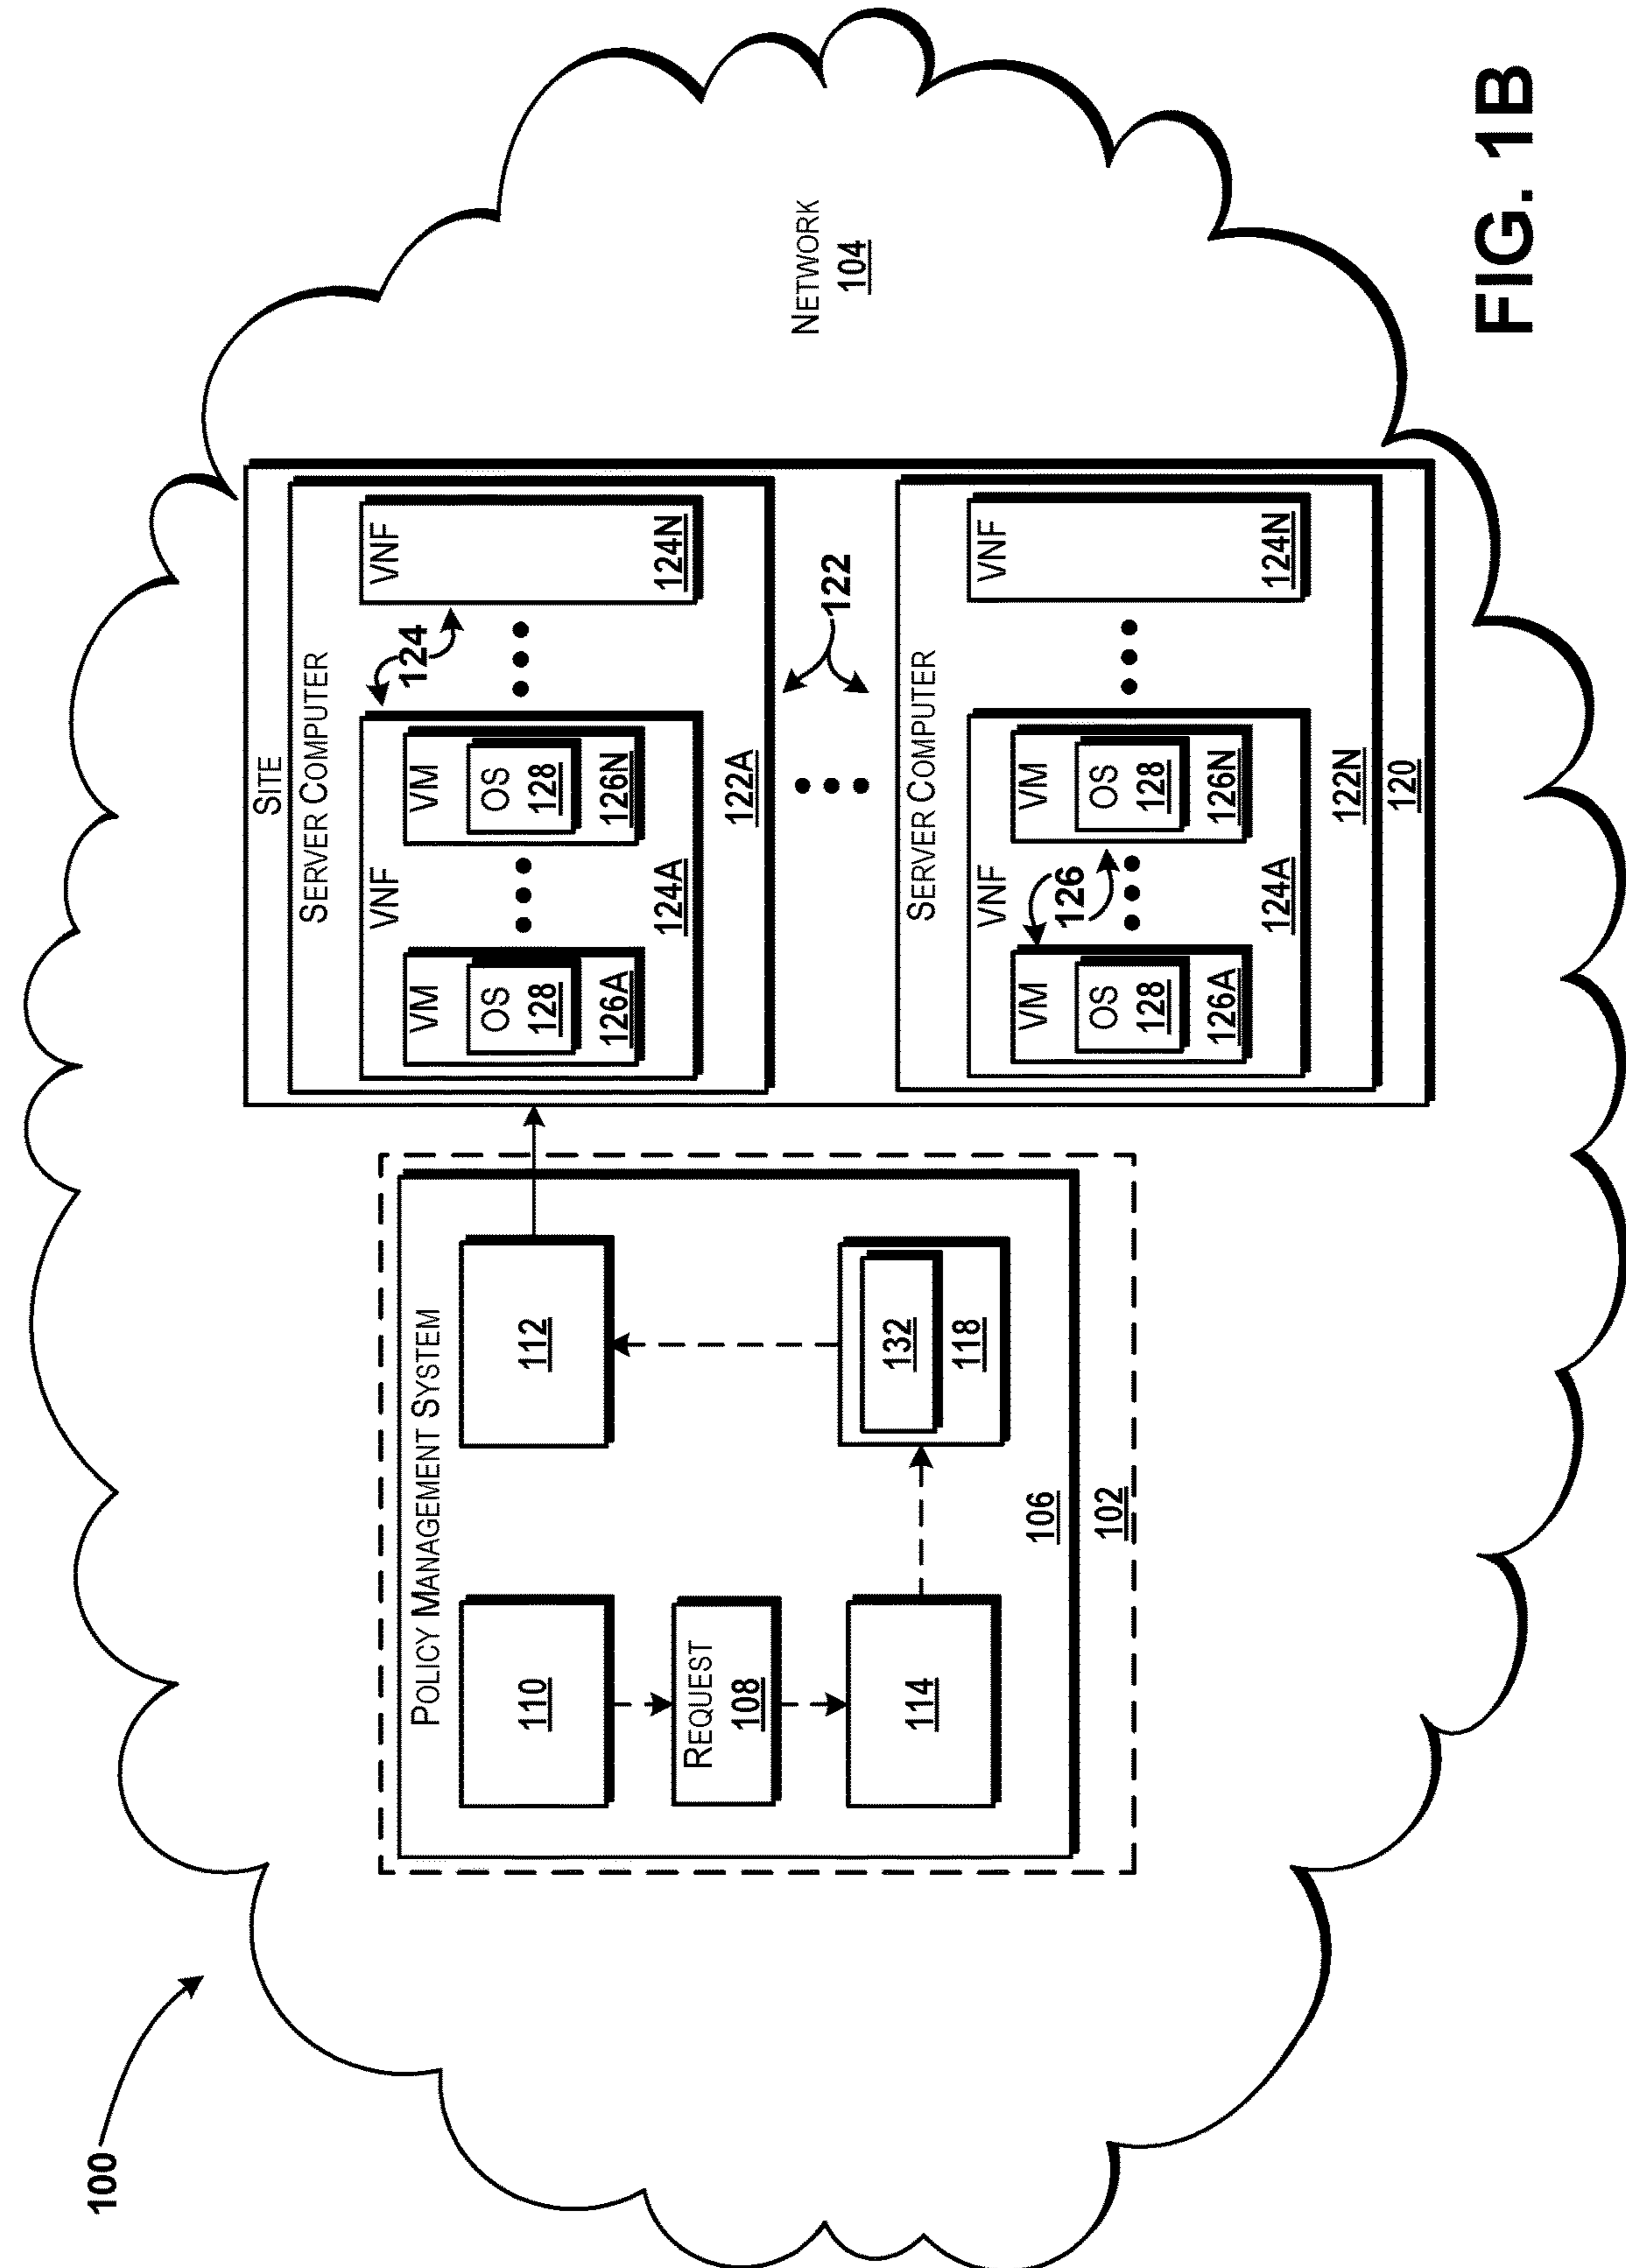 100
POLICY MANAGEMENT SYSTEM
110
REQUEST
108
114
112
132
118
106
102
SITE
SERVER COMPUTER
VNF
VM
OS
128
126A
VM
OS
128
126N
124A
124
VNF
124N
122A
122
SERVER COMPUTER
VNF
VM
OS
128
126A
126
VM
OS
128
126N
124A
VNF
124N
122N
120
NETWORK
104
FIG. 1B